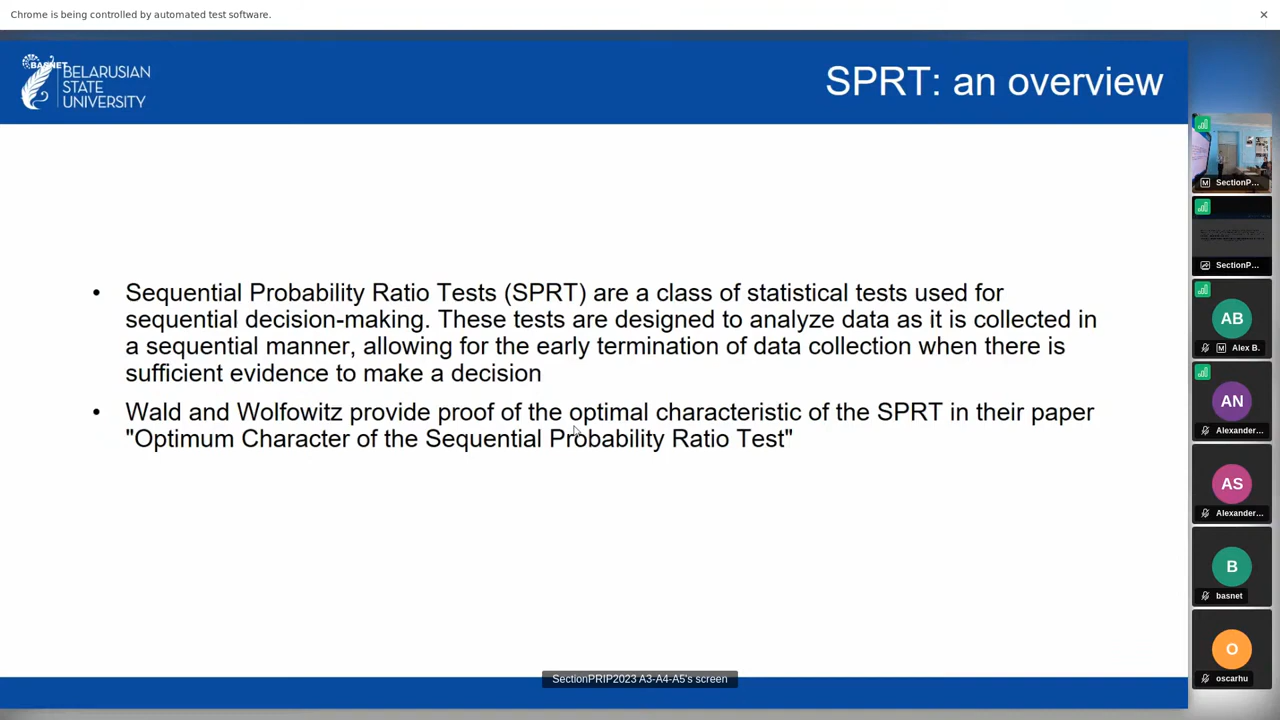 Chrome is being controlled by automated test software.
BASNET
BELARUSIAN
STATE
UNIVERSITY
SPRT: an overview
• Sequential Probability Ratio Tests (SPRT) are a class of statistical tests used for
sequential decision-making. These tests are designed to analyze data as it is collected in
a sequential manner, allowing for the early termination of data collection when there is
sufficient evidence to make a decision
• Wald and Wolfowitz provide proof of the optimal characteristic of the SPRT in their paper
"Optimum Character of the Sequential Probability Ratio Test"
SectionPRIP2023 A3-A4-A5's screen
M SectionP...
SectionP...
AB
M Alex B.
AN
Alexander...
AS
Alexander...
B
basnet
O
oscarhu